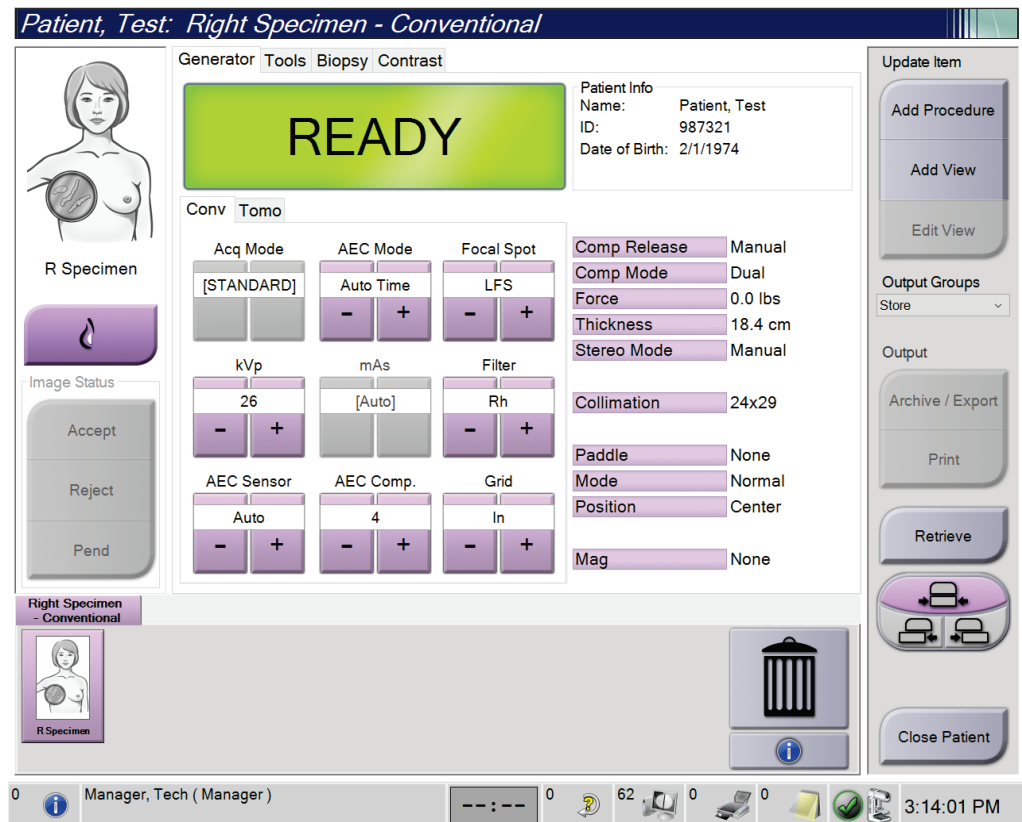 Patient, Test: Right Specimen - Conventional
R Specimen
Image Status
Accept
Reject
Pend
Generator Tools Biopsy Contrast
READY
Patient Info
Name: Patient, Test
ID: 987321
Date of Birth: 2/1/1974
Conv Tomo
Acq Mode AEC Mode Focal Spot
[STANDARD] Auto Time LFS
- + - +
kVp mAs Filter
26 [Auto] Rh
- + - +
AEC Sensor AEC Comp. Grid
Auto 4 In
- + - + - +
Comp Release Manual
Comp Mode Dual
Force 0.0 lbs
Thickness 18.4 cm
Stereo Mode Manual
Collimation 24x29
Paddle None
Mode Normal
Position Center
Mag None
Update Item
Add Procedure
Add View
Edit View
Output Groups
Store
Output
Archive / Export
Print
Retrieve
Close Patient
Right Specimen
- Conventional
R Specimen
0 Manager, Tech ( Manager ) --:-- 0 62 0 0 3:14:01 PM